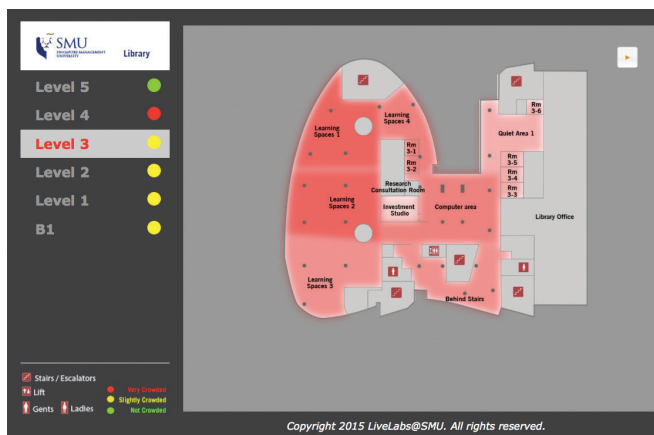 SMU
SINGAPORE MANAGEMENT
UNIVERSITY
Library
Level 5
Level 4
Level 3
Level 2
Level 1
B1
Stairs / Escalators
Lift
Gents
Ladies
Very Crowded
Slightly Crowded
Not Crowded
Learning
Spaces 1
Learning
Spaces 4
Rm
3-1
Rm
3-2
Research
Consultation Room
Learning
Spaces 2
Investment
Studio
Computer area
Learning
Spaces 3
Behind Stairs
Rm
3-6
Quiet Area 1
Rm
3-5
Rm
3-4
Rm
3-3
Library Office
Copyright 2015 LiveLabs@SMU. All rights reserved.